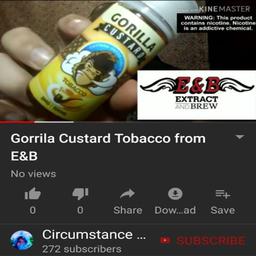 KINEMASTER
WARNING: This product
contains nicotine. Nicotine
is an addictive chemical.
GORILLA
CUSTARD
TOBACCO
E&B
EXTRACT
AND BREW
Gorrila Custard Tobacco from
E&B
No views
0
0
Share
Dow...ad
Save
Circumstance ...
SUBSCRIBE
272 subscribers